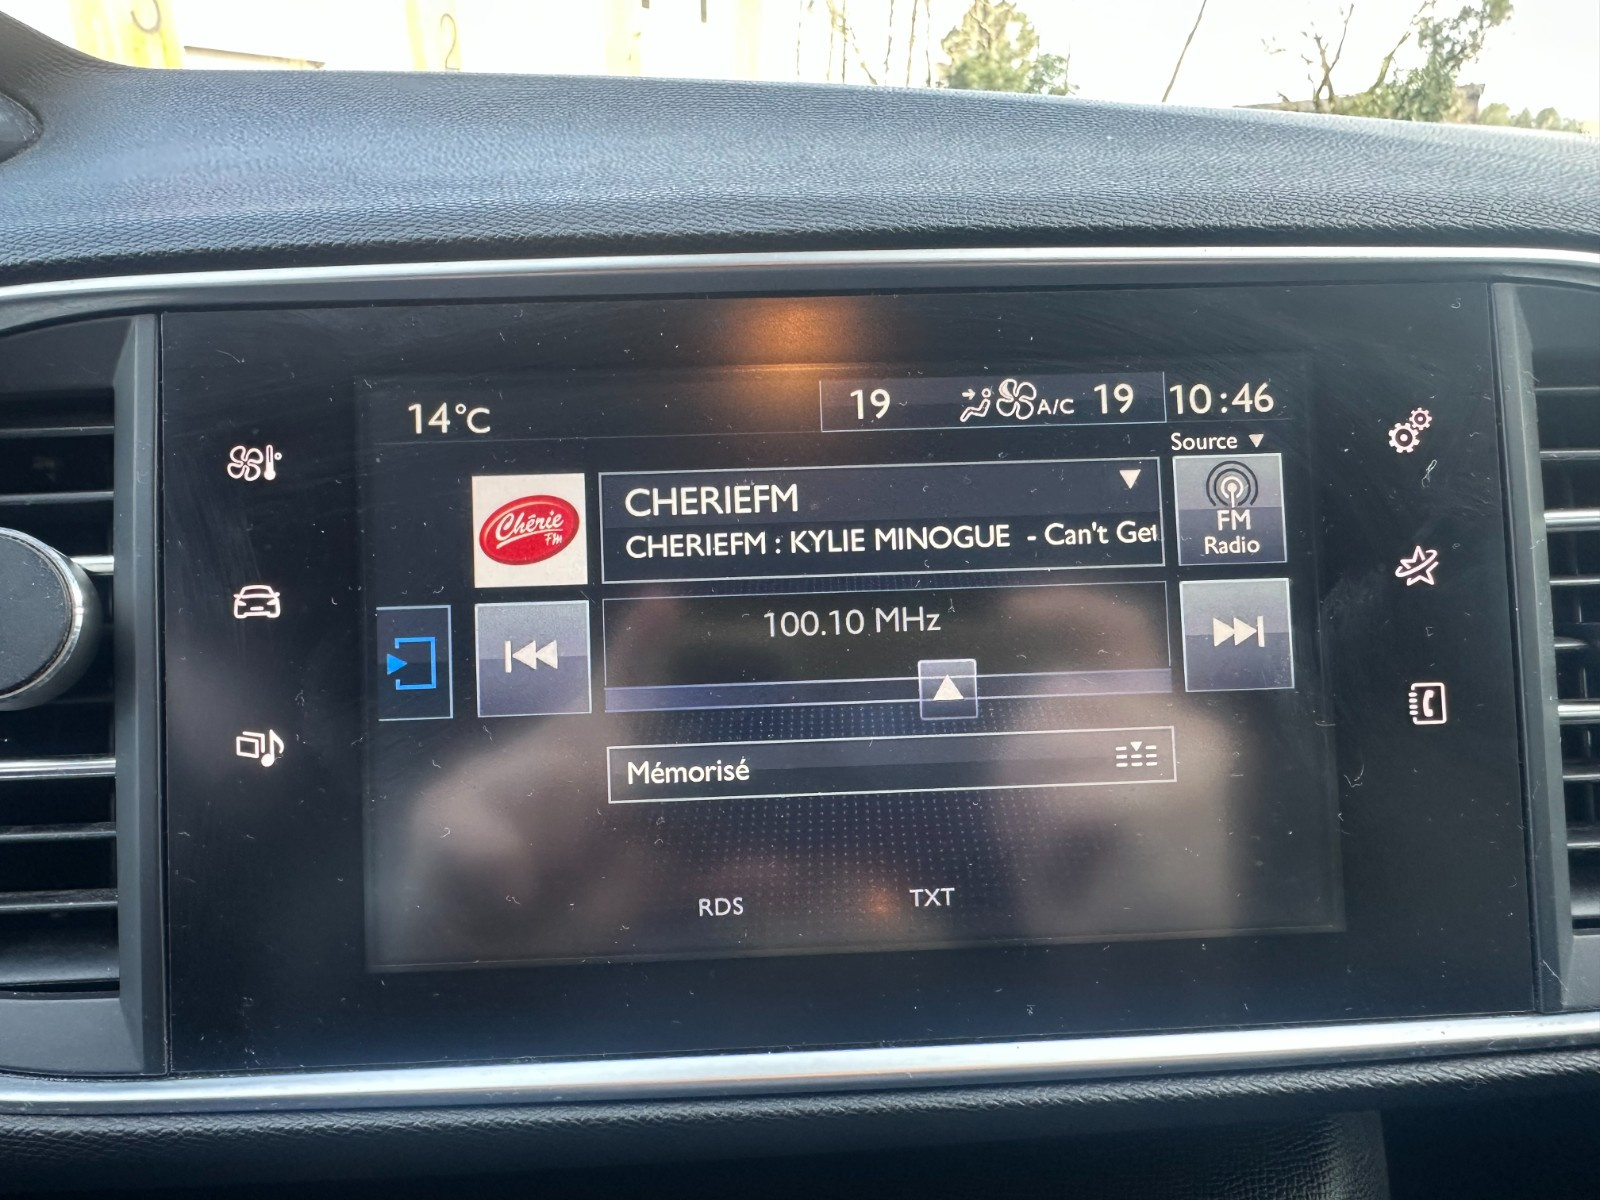 14°C
19 A/C 19
10:46
Source
Chérie
FM
CHERIEFM
CHERIEFM : KYLIE MINOGUE - Can't Get
FM
Radio
100.10 MHz
Mémorisé
RDS
TXT